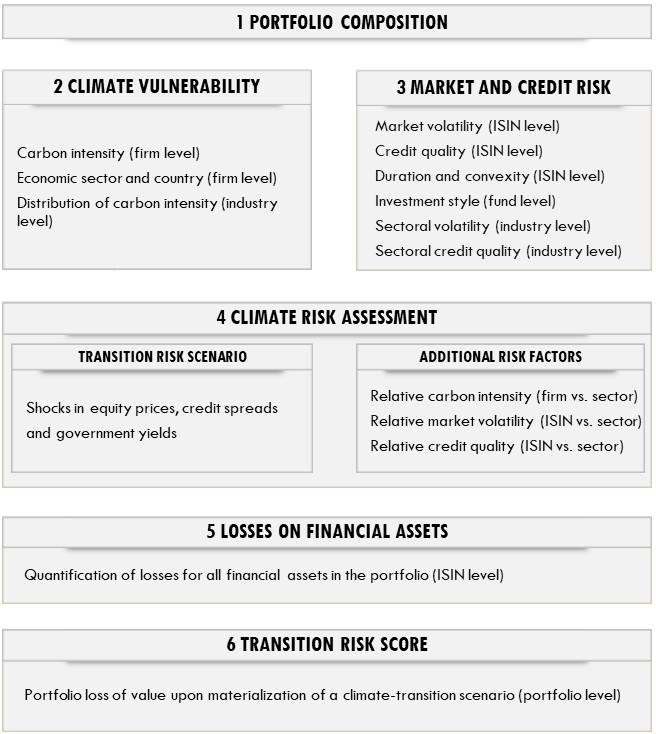 1 PORTFOLIO COMPOSITION
2 CLIMATE VULNERABILITY
Carbon intensity (firm level)
Economic sector and country (firm level)
Distribution of carbon intensity (industry
level)
3 MARKET AND CREDIT RISK
Market volatility (ISIN level)
Credit quality (ISIN level)
Duration and convexity (ISIN level)
Investment style (fund level)
Sectoral volatility (industry level)
Sectoral credit quality (industry level)
4 CLIMATE RISK ASSESSMENT
TRANSITION RISK SCENARIO
Shocks in equity prices, credit spreads
and government yields
ADDITIONAL RISK FACTORS
Relative carbon intensity (firm vs. sector)
Relative market volatility (ISIN vs. sector)
Relative credit quality (ISIN vs. sector)
5 LOSSES ON FINANCIAL ASSETS
Quantification of losses for all financial assets in the portfolio (ISIN level)
6 TRANSITION RISK SCORE
Portfolio loss of value upon materialization of a climate-transition scenario (portfolio level)